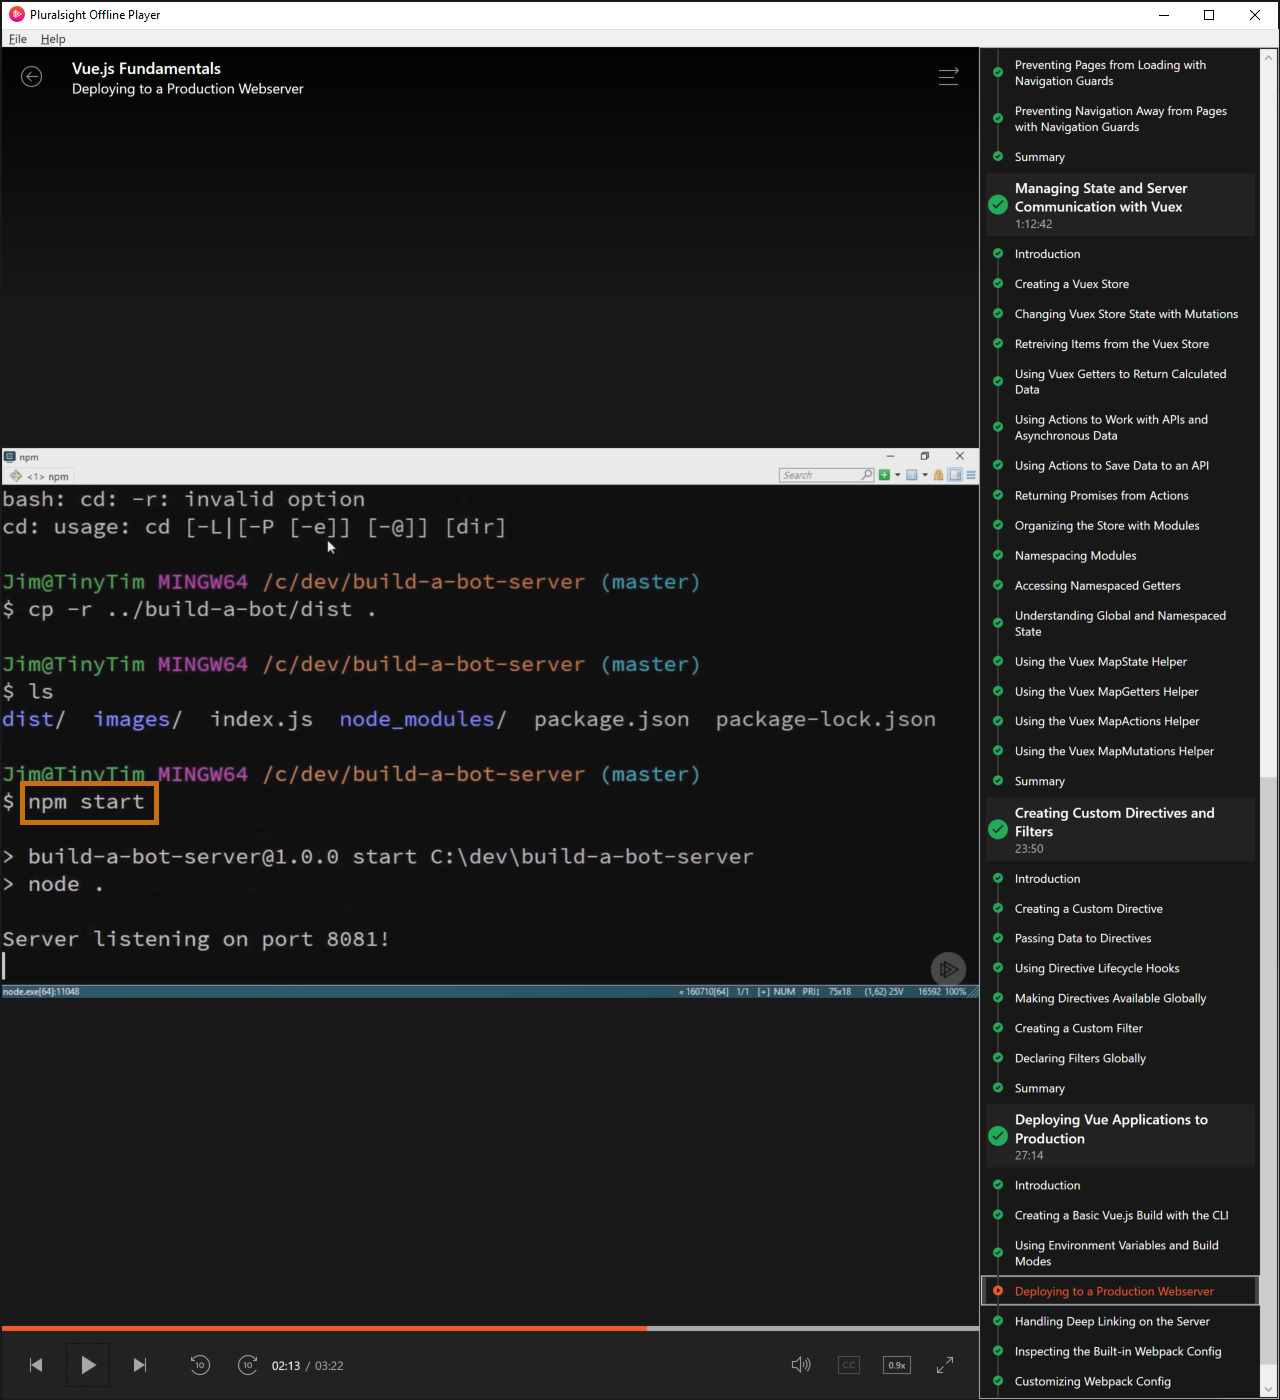 Pluralsight Offline Player
File Help
Vue.js Fundamentals
Deploying to a Production Webserver
npm
<1> npm
Search
bash: cd: -r: invalid option
cd: usage: cd [-L|[-P [-e]] [-@]] [dir]
Jim@TinyTim MINGW64 /c/dev/build-a-bot-server (master)
$ cp -r ../build-a-bot/dist .
Jim@TinyTim MINGW64 /c/dev/build-a-bot-server (master)
$ ls
dist/ images/ index.js node_modules/ package.json package-lock.json
Jim@TinyTim MINGW64 /c/dev/build-a-bot-server (master)
$ npm start
> build-a-bot-server@1.0.0 start C:\dev\build-a-bot-server
> node .
Server listening on port 8081!
node.exe[64]:11048
« 160710[64] 1/1 [+] NUM PRI↕ 75x18 (1,62) 25V 16592 100%
10 10 02:13 / 03:22 CC 0.9x
Preventing Pages from Loading with
Navigation Guards
Preventing Navigation Away from Pages
with Navigation Guards
Summary
Managing State and Server
Communication with Vuex
1:12:42
Introduction
Creating a Vuex Store
Changing Vuex Store State with Mutations
Retreiving Items from the Vuex Store
Using Vuex Getters to Return Calculated
Data
Using Actions to Work with APIs and
Asynchronous Data
Using Actions to Save Data to an API
Returning Promises from Actions
Organizing the Store with Modules
Namespacing Modules
Accessing Namespaced Getters
Understanding Global and Namespaced
State
Using the Vuex MapState Helper
Using the Vuex MapGetters Helper
Using the Vuex MapActions Helper
Using the Vuex MapMutations Helper
Summary
Creating Custom Directives and
Filters
23:50
Introduction
Creating a Custom Directive
Passing Data to Directives
Using Directive Lifecycle Hooks
Making Directives Available Globally
Creating a Custom Filter
Declaring Filters Globally
Summary
Deploying Vue Applications to
Production
27:14
Introduction
Creating a Basic Vue.js Build with the CLI
Using Environment Variables and Build
Modes
Deploying to a Production Webserver
Handling Deep Linking on the Server
Inspecting the Built-in Webpack Config
Customizing Webpack Config